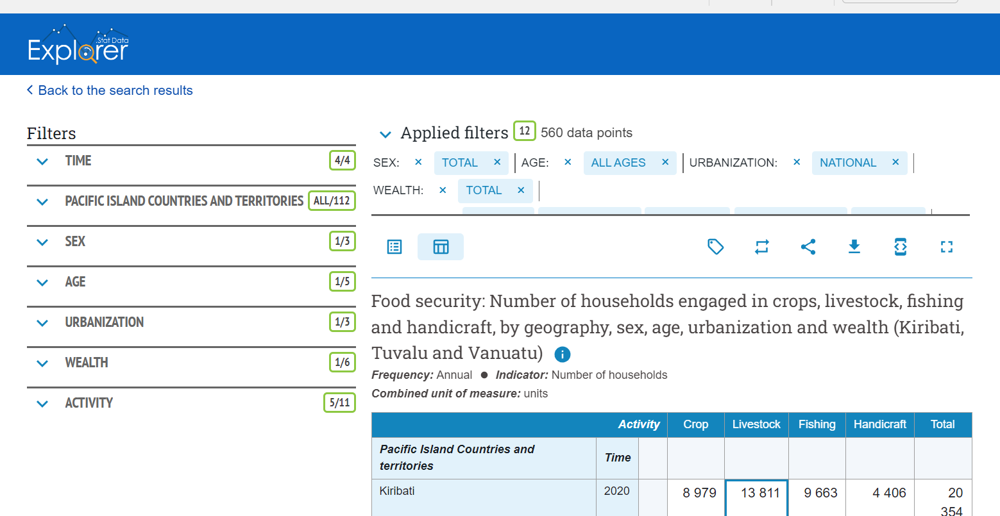 .Stat Data
Explorer
Back to the search results
Filters
TIME 4/4
PACIFIC ISLAND COUNTRIES AND TERRITORIES ALL/112
SEX 1/3
AGE 1/5
URBANIZATION 1/3
WEALTH 1/6
ACTIVITY 5/11
Applied filters 12 560 data points
SEX: × TOTAL × AGE: × ALL AGES × URBANIZATION: × NATIONAL ×
WEALTH: × TOTAL ×
Food security: Number of households engaged in crops, livestock, fishing
and handicraft, by geography, sex, age, urbanization and wealth (Kiribati,
Tuvalu and Vanuatu) i
Frequency: Annual ● Indicator: Number of households
Combined unit of measure: units
Activity Crop Livestock Fishing Handicraft Total
Pacific Island Countries and
territories Time
Kiribati 2020 8 979 13 811 9 663 4 406 20
354